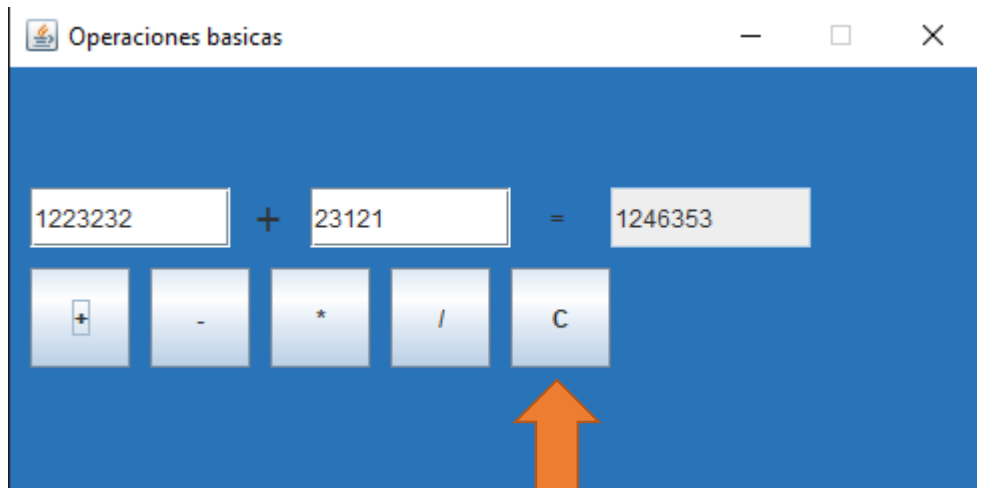 Operaciones basicas
1223232 + 23121 = 1246353
+ - * / C